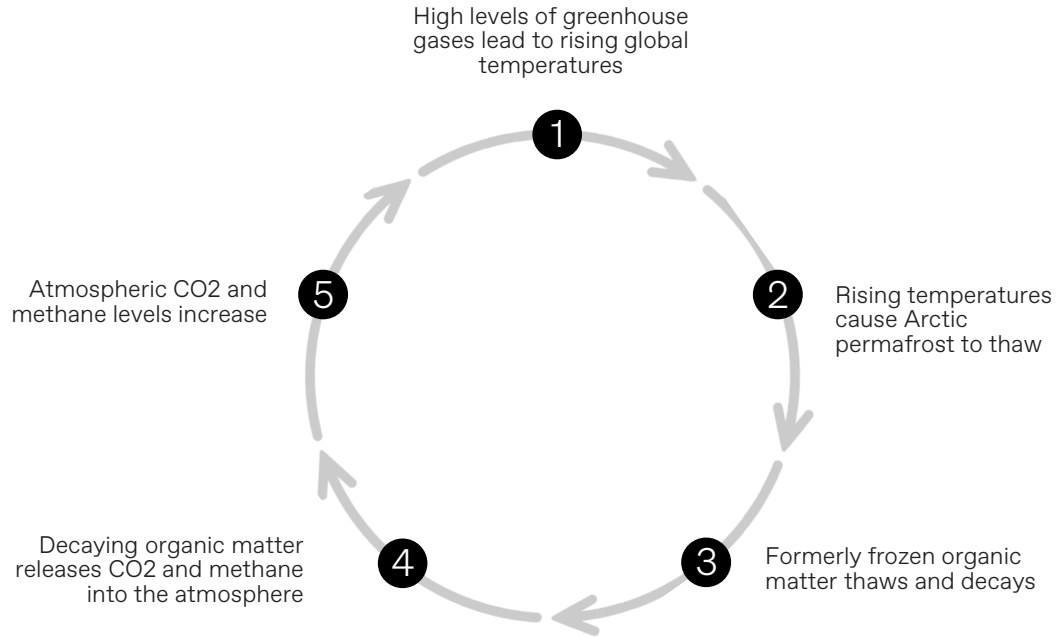 High levels of greenhouse
gases lead to rising global
temperatures
1
2
Rising temperatures
cause Arctic
permafrost to thaw
3
Formerly frozen organic
matter thaws and decays
4
Decaying organic matter
releases CO2 and methane
into the atmosphere
5
Atmospheric CO2 and
methane levels increase